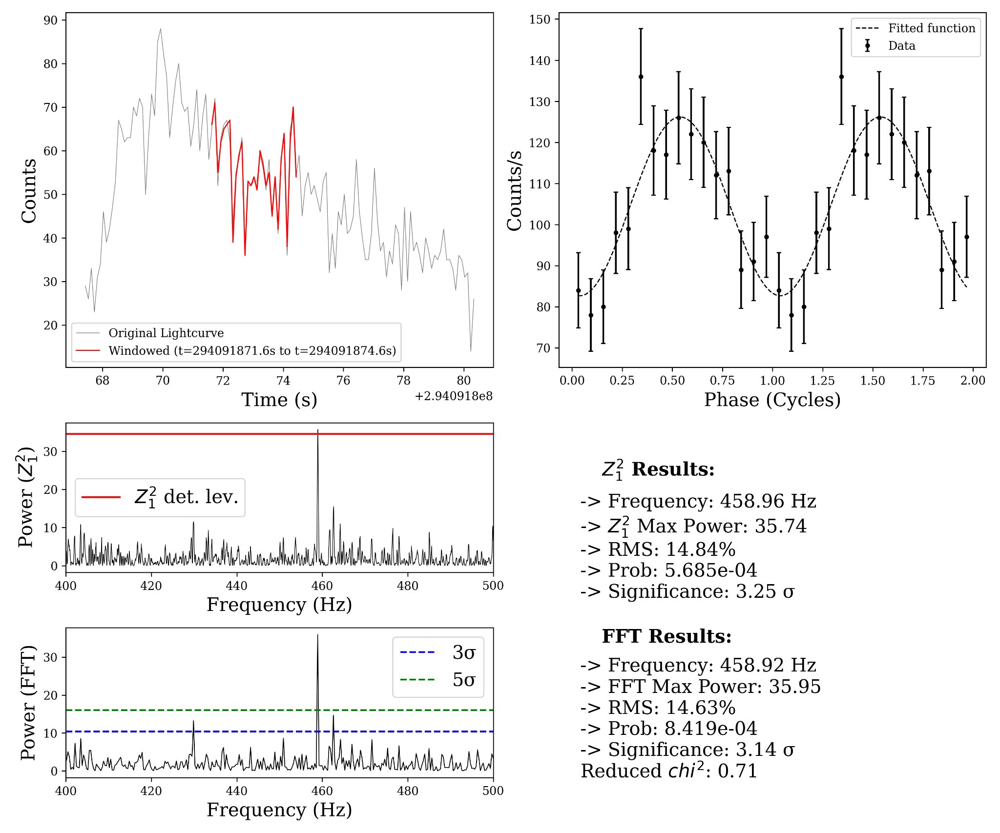 90
80
70
60
50
40
30
20
Counts
Original Lightcurve
Windowed (t=294091871.6s to t=294091874.6s)
68 70 72 74 76 78 80
+2.940918e8
Time (s)
150
140
130
120
110
100
90
80
70
Counts/s
Fitted function
Data
0.00 0.25 0.50 0.75 1.00 1.25 1.50 1.75 2.00
Phase (Cycles)
30
20
10
0
Power (Z₁²)
Z₁² det. lev.
400 420 440 460 480 500
Frequency (Hz)
30
20
10
0
Power (FFT)
3σ
5σ
400 420 440 460 480 500
Frequency (Hz)
Z₁² Results:
-> Frequency: 458.96 Hz
-> Z₁² Max Power: 35.74
-> RMS: 14.84%
-> Prob: 5.685e-04
-> Significance: 3.25 σ
FFT Results:
-> Frequency: 458.92 Hz
-> FFT Max Power: 35.95
-> RMS: 14.63%
-> Prob: 8.419e-04
-> Significance: 3.14 σ
Reduced chi²: 0.71